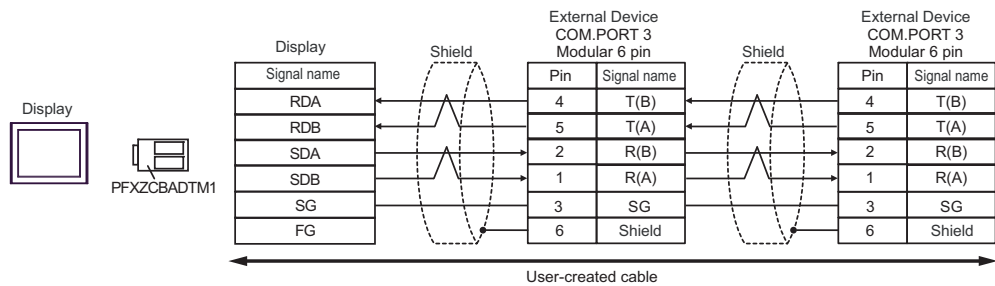 External Device
COM.PORT 3
Modular 6 pin
External Device
COM.PORT 3
Modular 6 pin
Display
Shield
Shield
Signal name
Pin Signal name
Pin Signal name
RDA 4 T(B) 4 T(B)
RDB 5 T(A) 5 T(A)
SDA 2 R(B) 2 R(B)
SDB 1 R(A) 1 R(A)
SG 3 SG 3 SG
FG 6 Shield 6 Shield
Display
PFXZCBADTM1
User-created cable